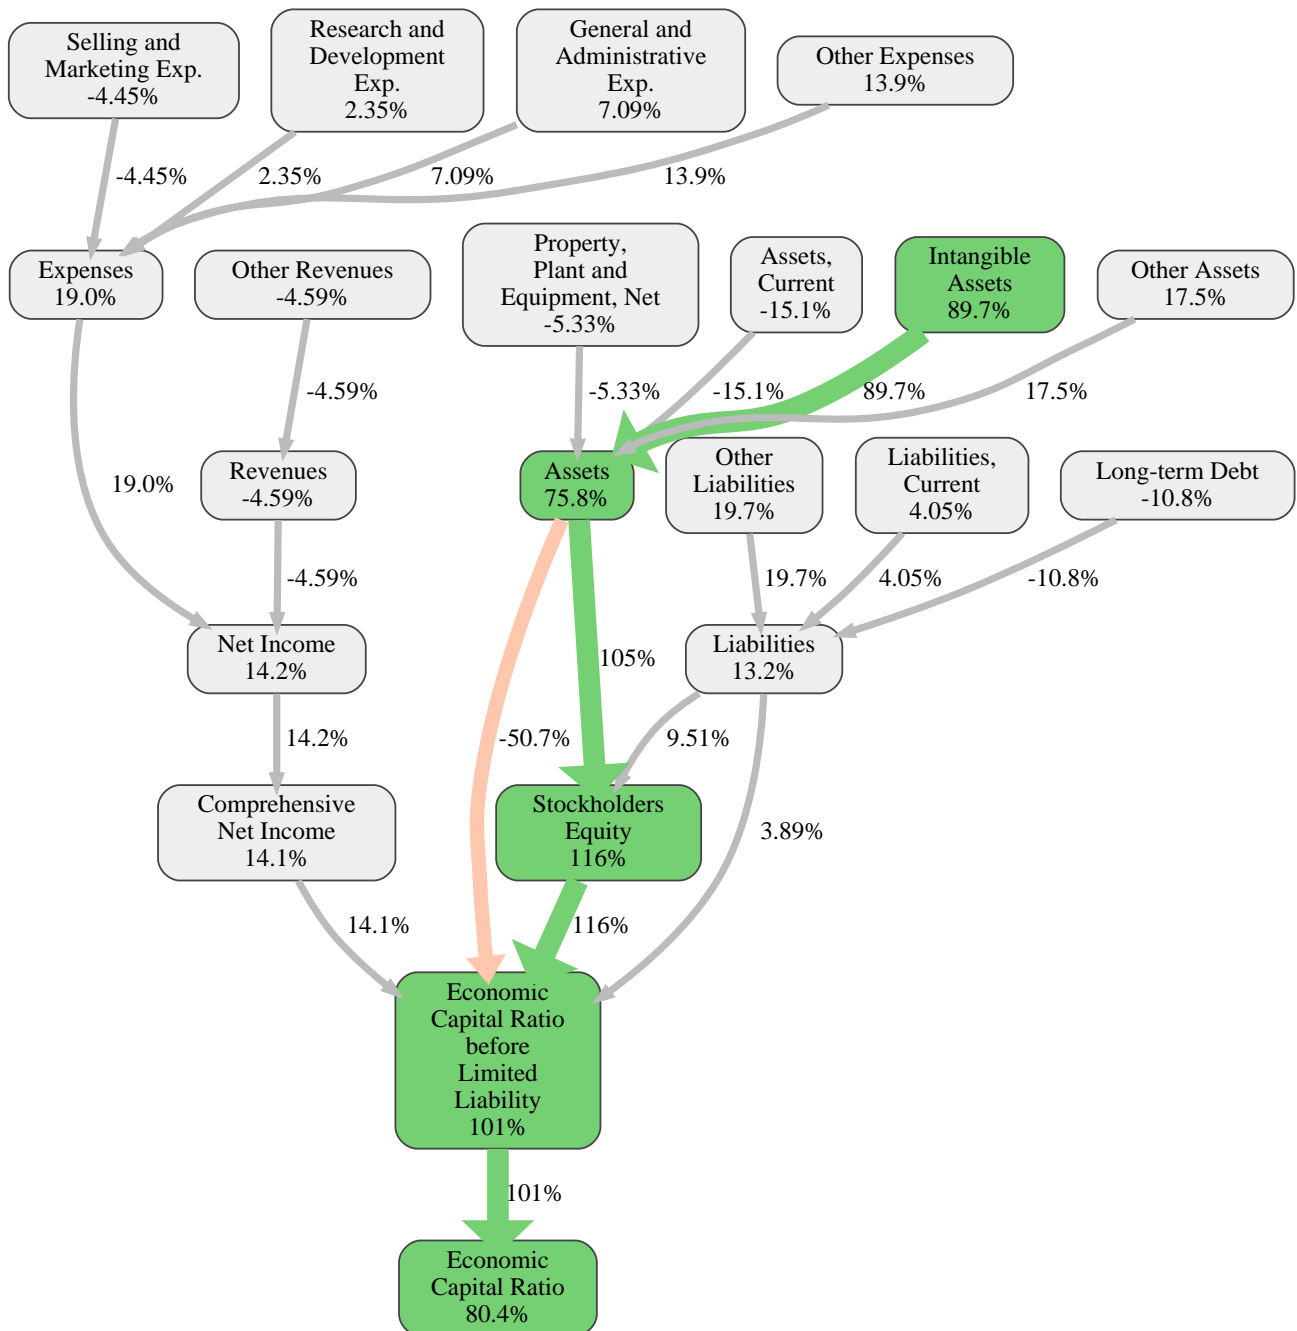 Selling and
Marketing Exp.
-4.45%
Research and
Development
Exp.
2.35%
General and
Administrative
Exp.
7.09%
Other Expenses
13.9%
-4.45%
2.35%
7.09%
13.9%
Expenses
19.0%
Other Revenues
-4.59%
Property,
Plant and
Equipment, Net
-5.33%
Assets,
Current
-15.1%
Intangible
Assets
89.7%
Other Assets
17.5%
-4.59%
-5.33%
-15.1%
89.7%
17.5%
19.0%
Revenues
-4.59%
Assets
75.8%
Other
Liabilities
19.7%
Liabilities,
Current
4.05%
Long-term Debt
-10.8%
-4.59%
19.7%
4.05%
-10.8%
Net Income
14.2%
105%
Liabilities
13.2%
14.2%
-50.7%
9.51%
Comprehensive
Net Income
14.1%
Stockholders
Equity
116%
3.89%
14.1%
116%
Economic
Capital Ratio
before
Limited
Liability
101%
101%
Economic
Capital Ratio
80.4%